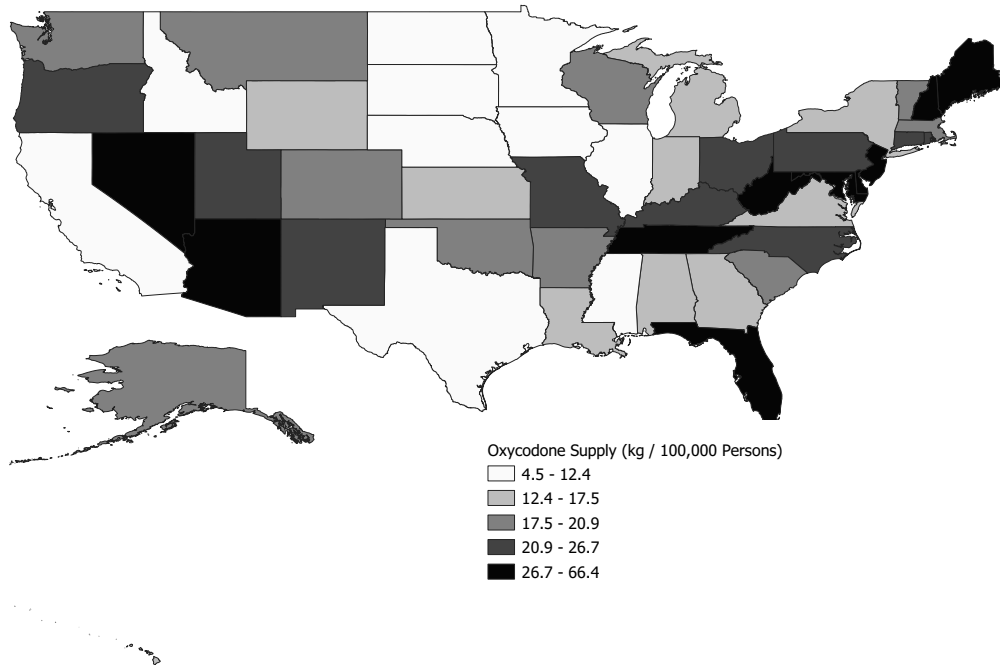 Oxycodone Supply (kg / 100,000 Persons)
4.5 - 12.4
12.4 - 17.5
17.5 - 20.9
20.9 - 26.7
26.7 - 66.4